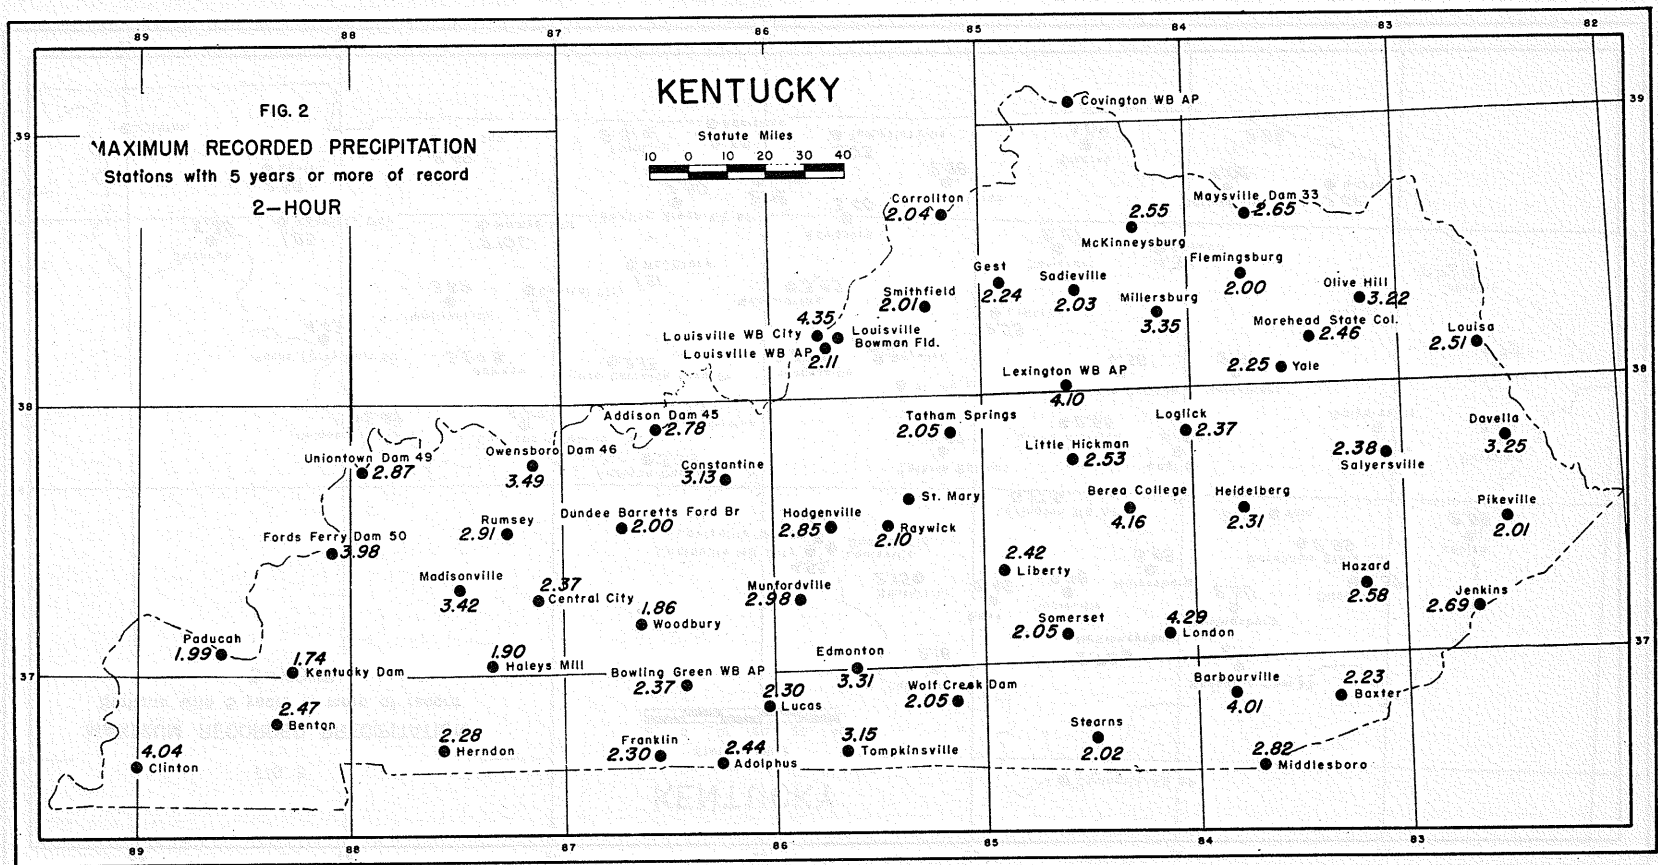 89 88 87 86 85 84 83 82
KENTUCKY
FIG. 2
MAXIMUM RECORDED PRECIPITATION
Stations with 5 years or more of record
2-HOUR
Statute Miles
10 0 10 20 30 40
39 39
Covington WB AP
Carrollton
2.04
2.55
McKinneysburg
Maysville Dam 33
2.65
Flemingsburg
2.00
Gest
2.24
Sadieville
2.03
Smithfield
2.01
Millersburg
3.35
Olive Hill
3.22
Morehead State Col.
2.46
Louisa
2.51
4.35
Louisville WB City
Louisville
Bowman Fld.
Louisville WB AP
2.11
2.25 Yale
Lexington WB AP
4.10
38 38
Addison Dam 45
2.78
Tatham Springs
2.05
Loglick
2.37
Davella
3.25
Little Hickman
2.53
2.38
Salyersville
Uniontown Dam 49
2.87
Owensboro Dam 46
3.49
Constantine
3.13
St. Mary
Berea College
4.16
Heidelberg
2.31
Pikeville
2.01
Rumsey
2.91
Dundee Barretts Ford Br
2.00
Hodgenville
2.85
Raywick
2.10
Fords Ferry Dam 50
3.98
2.42
Liberty
Hazard
2.58
Madisonville
3.42
2.37
Central City
Munfordville
2.98
Jenkins
2.69
1.86
Woodbury
Somerset
2.05
4.29
London
Paducah
1.99
1.74
Kentucky Dam
1.90
Haleys Mill
Edmonton
3.31
37 37
Bowling Green WB AP
2.37
2.30
Lucas
Wolf Creek Dam
2.05
Barbourville
4.01
2.23
Baxter
2.47
Benton
Stearns
2.02
4.04
Clinton
2.28
Herndon
Franklin
2.30
2.44
Adolphus
3.15
Tompkinsville
2.82
Middlesboro
89 88 87 86 85 84 83